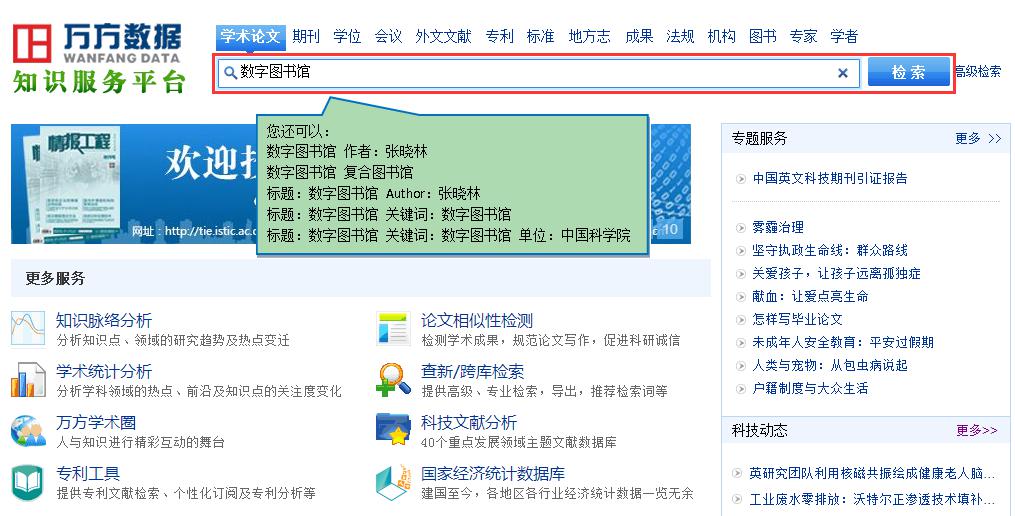 万方数据
WANFANG DATA
知识服务平台
学术论文 期刊 学位 会议 外文文献 专利 标准 地方志 成果 法规 机构 图书 专家 学者
数字图书馆
检 索
高级检索
情报工程
欢迎投
网址：http://tie.istic.ac.c
10
您还可以：
数字图书馆 作者：张晓林
数字图书馆 复合图书馆
标题：数字图书馆 Author：张晓林
标题：数字图书馆 关键词：数字图书馆
标题：数字图书馆 关键词：数字图书馆 单位：中国科学院
更多服务
知识脉络分析
分析知识点、领域的研究趋势及热点变迁
论文相似性检测
检测学术成果，规范论文写作，促进科研诚信
学术统计分析
分析学科领域的热点、前沿及知识点的关注度变化
查新/跨库检索
提供高级、专业检索，导出，推荐检索词等
万方学术圈
人与知识进行精彩互动的舞台
科技文献分析
40个重点发展领域主题文献数据库
专利工具
提供专利文献检索、个性化订阅及专利分析等
国家经济统计数据库
建国至今，各地区各行业经济统计数据一览无余
专题服务 更多 >>
中国英文科技期刊引证报告
雾霾治理
坚守执政生命线：群众路线
关爱孩子，让孩子远离孤独症
献血：让爱点亮生命
怎样写毕业论文
未成年人安全教育：平安过假期
人类与宠物：从包虫病说起
户籍制度与大众生活
科技动态 更多>>
英研究团队利用核磁共振绘成健康老人脑...
工业废水零排放：沃特尔正渗透技术填补...